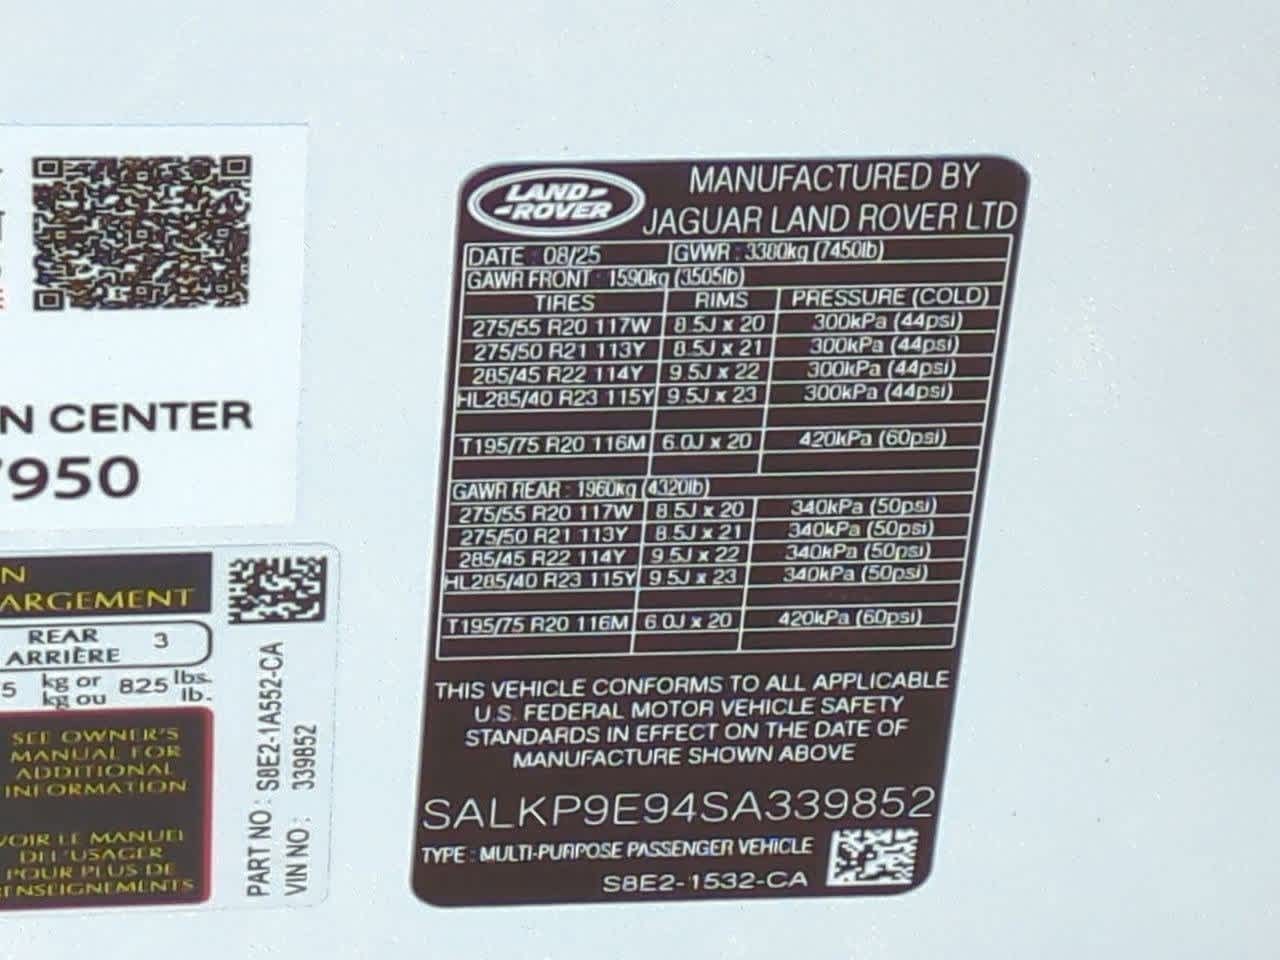 N CENTER
7950
N
ARGEMENT
REAR 3
ARRIÈRE
5 kg or 825 lbs.
kg ou lb.
SEE OWNER'S
MANUAL FOR
ADDITIONAL
INFORMATION
VOIR LE MANUEL
DE L'USAGER
POUR PLUS DE
RENSEIGNEMENTS
PART NO : S8E2-1A552-CA
VIN NO : 339852
LAND-
-ROVER
MANUFACTURED BY
JAGUAR LAND ROVER LTD
DATE : 08/25 GVWR : 3380kg (7450lb)
GAWR FRONT : 1590kg (3505lb)
TIRES RIMS PRESSURE (COLD)
275/55 R20 117W 8.5J x 20 300kPa (44psi)
275/50 R21 113Y 8.5J x 21 300kPa (44psi)
285/45 R22 114Y 9.5J x 22 300kPa (44psi)
HL285/40 R23 115Y 9.5J x 23 300kPa (44psi)
T195/75 R20 116M 6.0J x 20 420kPa (60psi)
GAWR REAR : 1960kg (4320lb)
275/55 R20 117W 8.5J x 20 340kPa (50psi)
275/50 R21 113Y 8.5J x 21 340kPa (50psi)
285/45 R22 114Y 9.5J x 22 340kPa (50psi)
HL285/40 R23 115Y 9.5J x 23 340kPa (50psi)
T195/75 R20 116M 6.0J x 20 420kPa (60psi)
THIS VEHICLE CONFORMS TO ALL APPLICABLE
U.S. FEDERAL MOTOR VEHICLE SAFETY
STANDARDS IN EFFECT ON THE DATE OF
MANUFACTURE SHOWN ABOVE
SALKP9E94SA339852
TYPE : MULTI-PURPOSE PASSENGER VEHICLE
S8E2-1532-CA